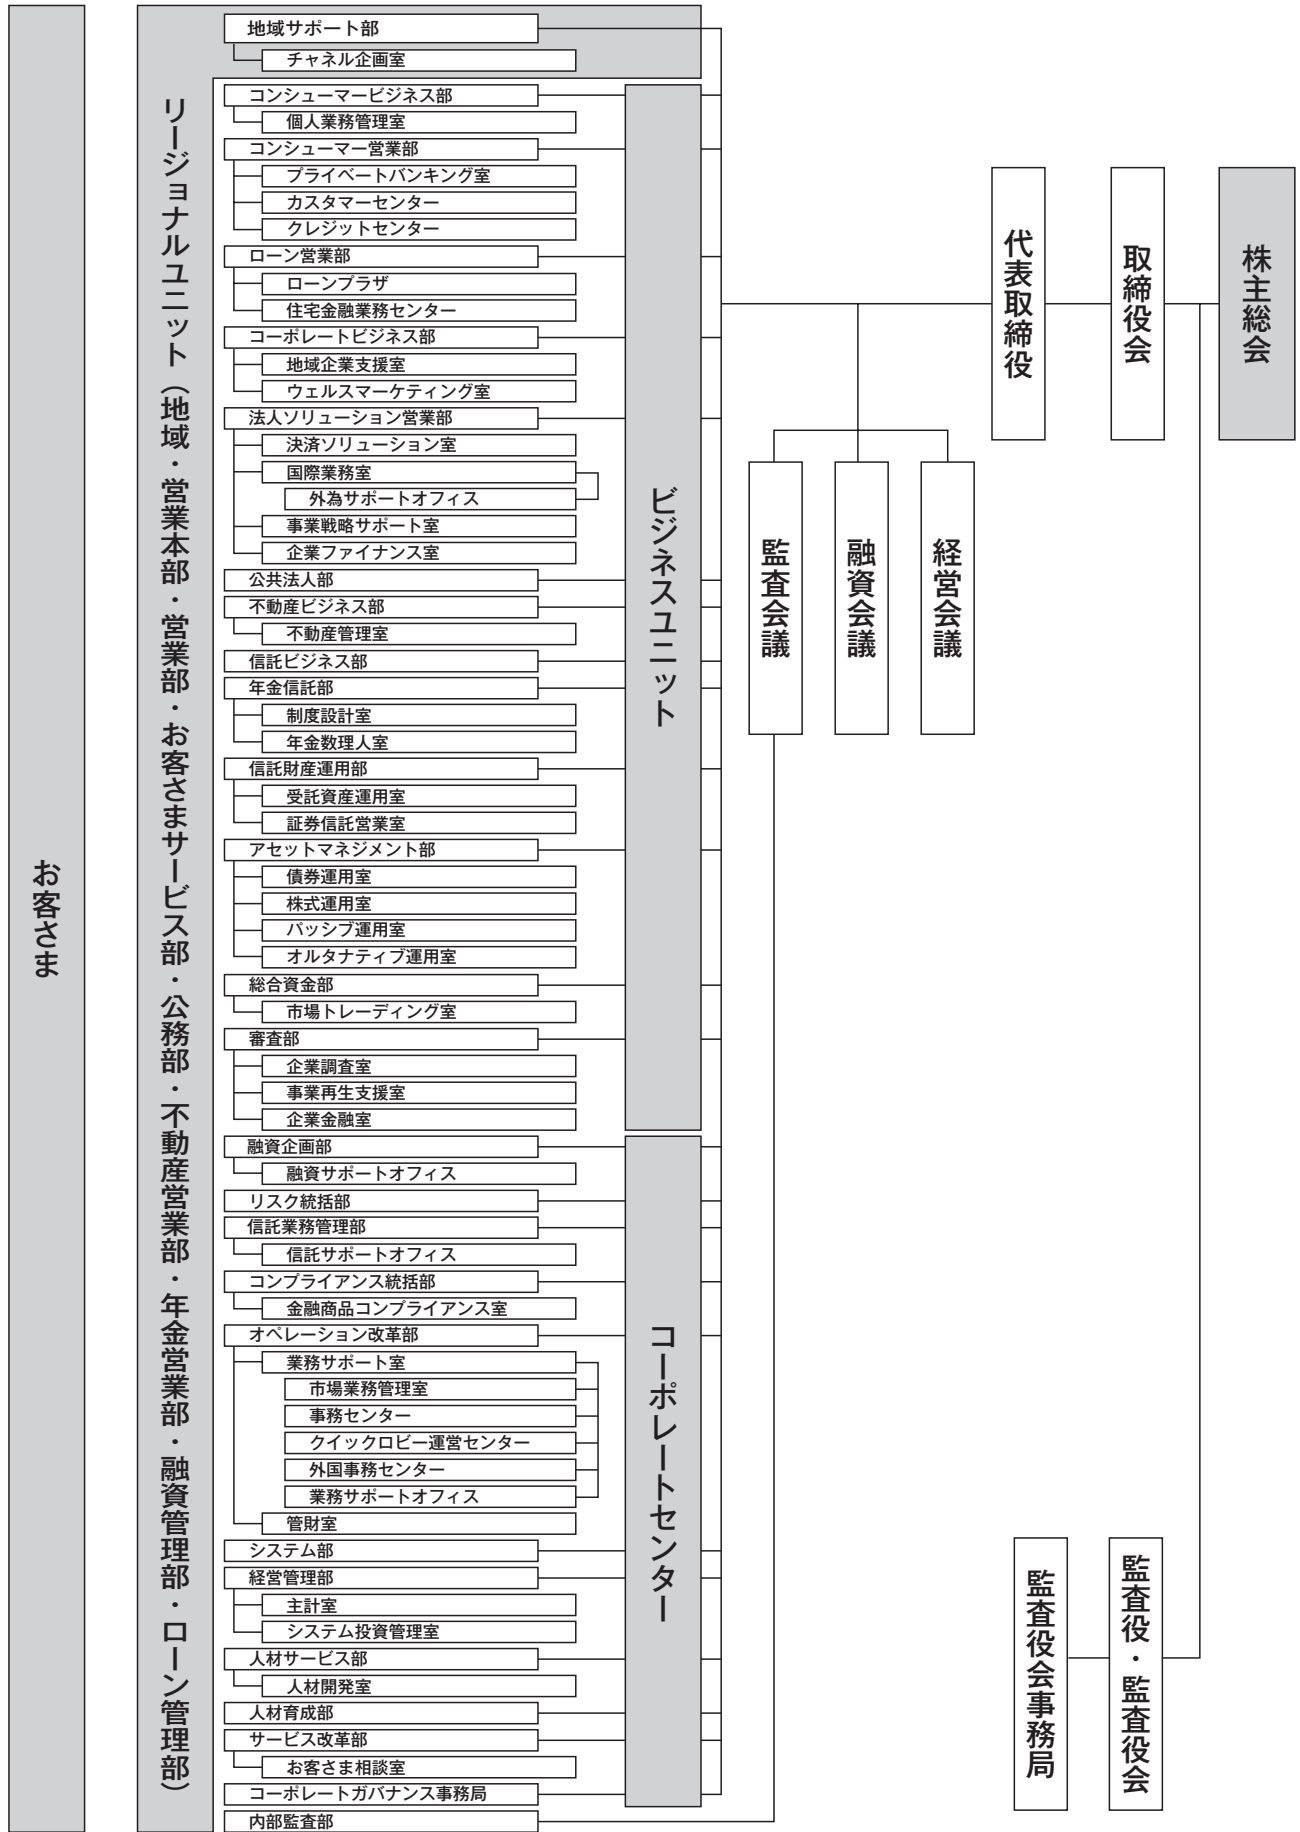 お客さま
リージョナルユニット（地域・営業本部・営業部・お客さまサービス部・公務部・不動産営業部・年金営業部・融資管理部・ローン管理部）
地域サポート部
チャネル企画室
コンシューマービジネス部
個人業務管理室
コンシューマー営業部
プライベートバンキング室
カスタマーセンター
クレジットセンター
ローン営業部
ローンプラザ
住宅金融業務センター
コーポレートビジネス部
地域企業支援室
ウェルスマーケティング室
法人ソリューション営業部
決済ソリューション室
国際業務室
外為サポートオフィス
事業戦略サポート室
企業ファイナンス室
公共法人部
不動産ビジネス部
不動産管理室
信託ビジネス部
年金信託部
制度設計室
年金数理人室
信託財産運用部
受託資産運用室
証券信託営業室
アセットマネジメント部
債券運用室
株式運用室
パッシブ運用室
オルタナティブ運用室
総合資金部
市場トレーディング室
審査部
企業調査室
事業再生支援室
企業金融室
融資企画部
融資サポートオフィス
リスク統括部
信託業務管理部
信託サポートオフィス
コンプライアンス統括部
金融商品コンプライアンス室
オペレーション改革部
業務サポート室
市場業務管理室
事務センター
クイックロビー運営センター
外国事務センター
業務サポートオフィス
管財室
システム部
経営管理部
主計室
システム投資管理室
人材サービス部
人材開発室
人材育成部
サービス改革部
お客さま相談室
コーポレートガバナンス事務局
内部監査部
ビジネスユニット
コーポレートセンター
監査会議
融資会議
経営会議
代表取締役
取締役会
株主総会
監査役会事務局
監査役・監査役会